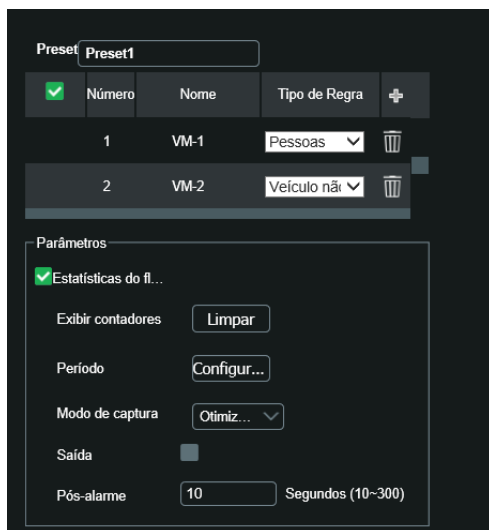 Preset Preset1
Número Nome Tipo de Regra
1 VM-1 Pessoas
2 VM-2 Veículo nã
Parâmetros
Estatísticas do fl...
Exibir contadores Limpar
Período Configur...
Modo de captura Otimiz...
Saída
Pós-alarme 10 Segundos (10~300)